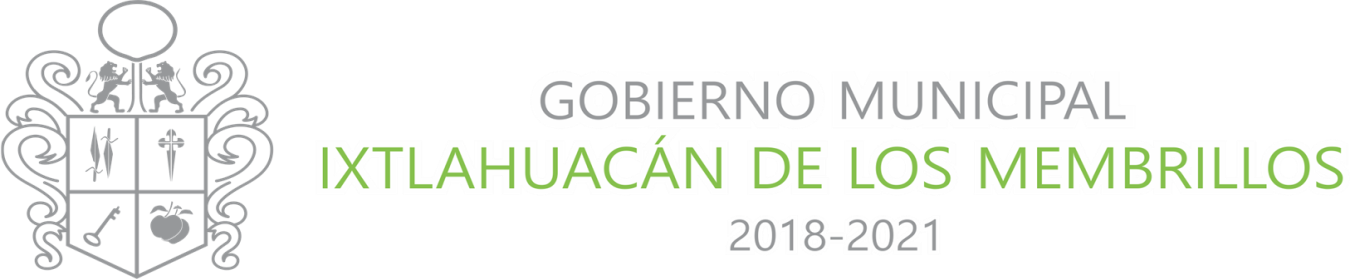 GOBIERNO MUNICIPAL
IXTLAHUACÁN DE LOS MEMBRILLOS
2018-2021